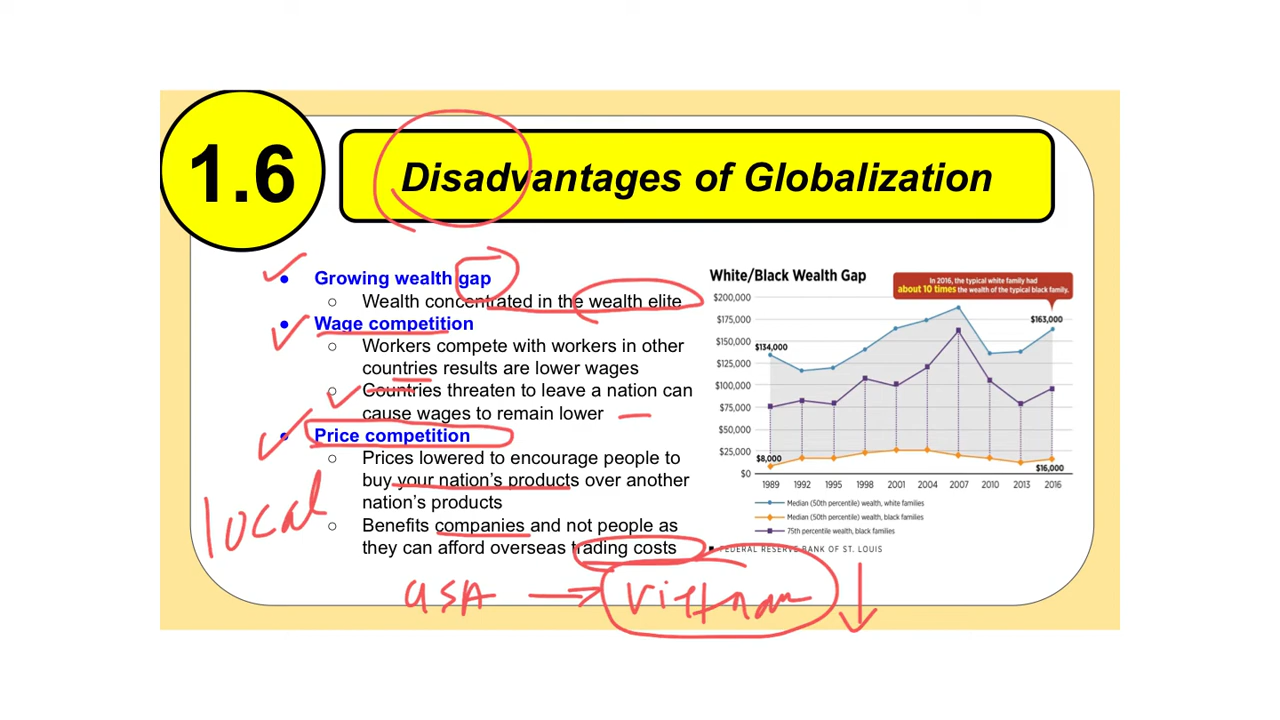 1.6
Disadvantages of Globalization
● Growing wealth gap
○ Wealth concentrated in the wealth elite
● Wage competition
○ Workers compete with workers in other
countries results are lower wages
○ Countries threaten to leave a nation can
cause wages to remain lower
● Price competition
○ Prices lowered to encourage people to
buy your nation's products over another
nation's products
○ Benefits companies and not people as
they can afford overseas trading costs
local
USA → Vietnam ↓
White/Black Wealth Gap
In 2016, the typical white family had
about 10 times the wealth of the typical black family.
$200,000
$175,000
$150,000
$125,000
$100,000
$75,000
$50,000
$25,000
$0
$134,000
$163,000
$8,000
$16,000
1989 1992 1995 1998 2001 2004 2007 2010 2013 2016
Median (50th percentile) wealth, white families
Median (50th percentile) wealth, black families
75th percentile wealth, black families
FEDERAL RESERVE BANK OF ST. LOUIS